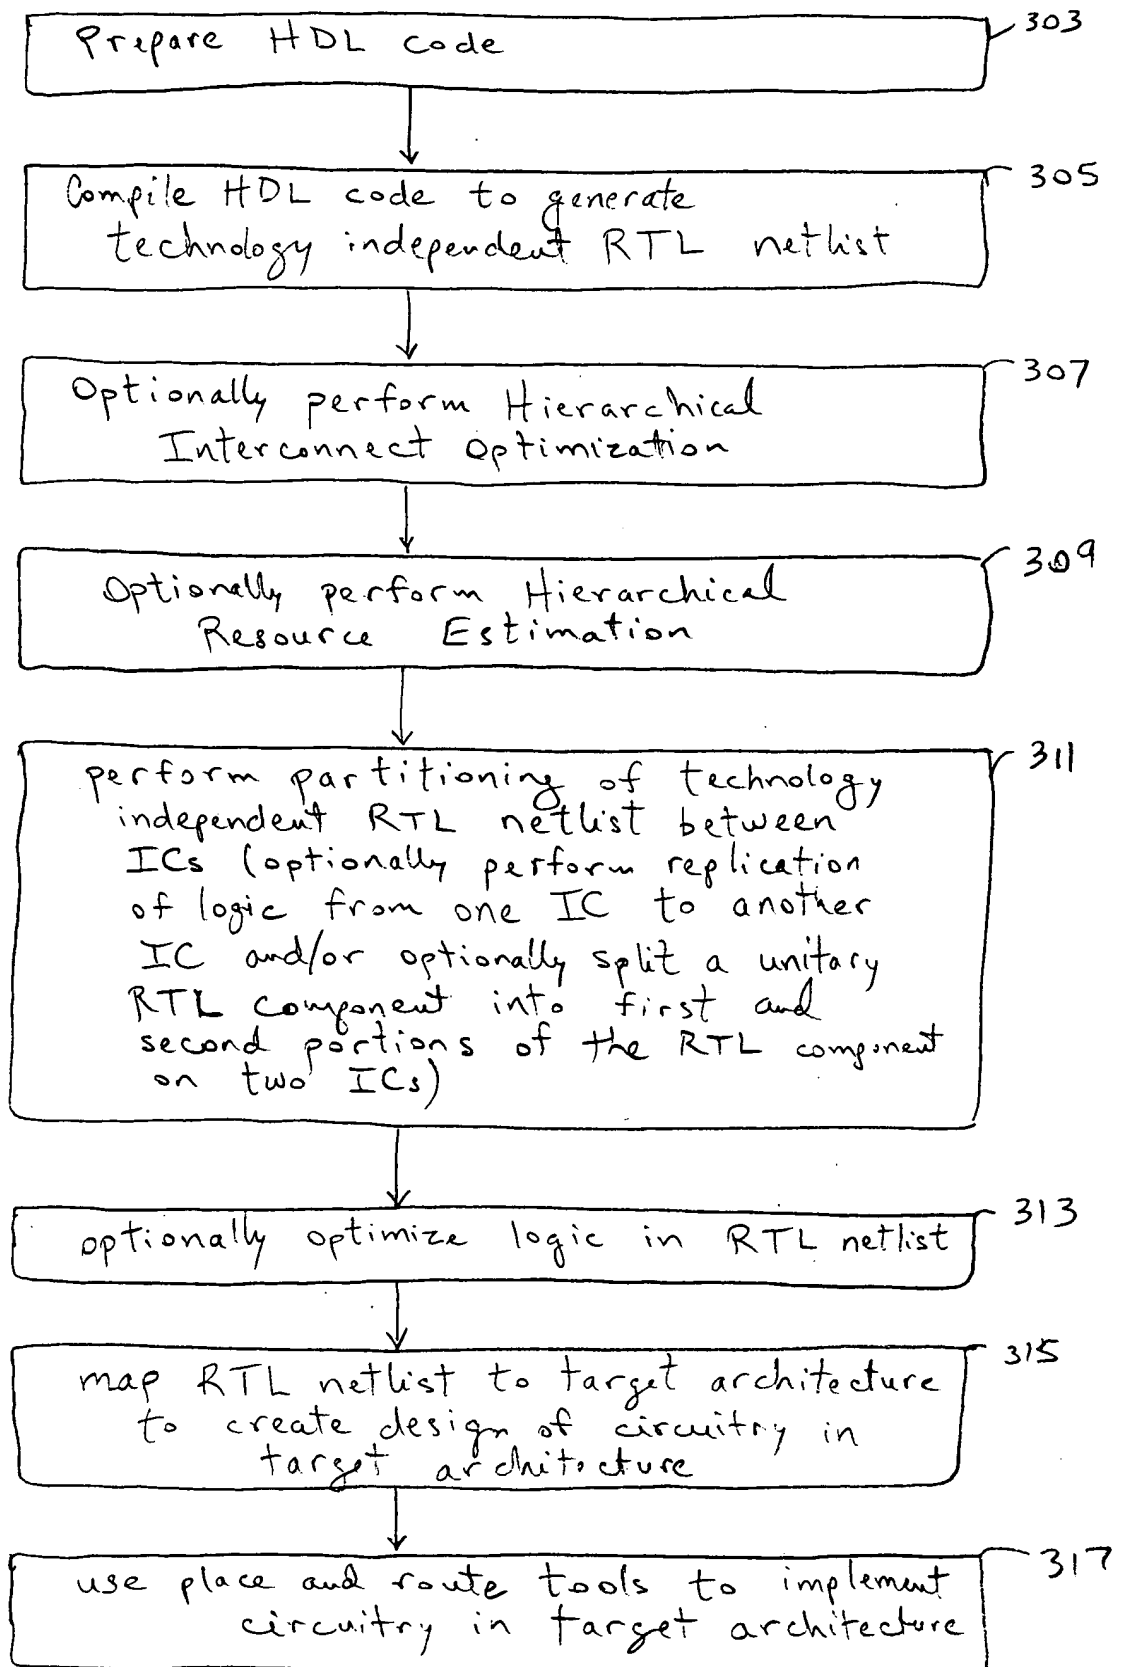 Prepare HDL code
303
Compile HDL code to generate
technology independent RTL netlist
305
Optionally perform Hierarchical
Interconnect Optimization
307
Optionally perform Hierarchical
Resource Estimation
309
perform partitioning of technology
independent RTL netlist between
ICs (optionally perform replication
of logic from one IC to another
IC and/or optionally split a unitary
RTL component into first and
second portions of the RTL component
on two ICs)
311
optionally optimize logic in RTL netlist
313
map RTL netlist to target architecture
to create design of circuitry in
target architecture
315
use place and route tools to implement
circuitry in target architecture
317